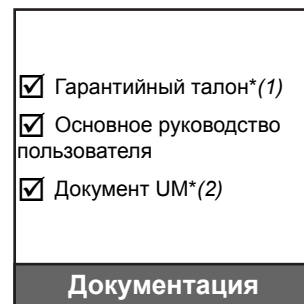 ☑ Гарантийный талон*(1)
☑ Основное руководство
пользователя
☑ Документ UM*(2)
Документация